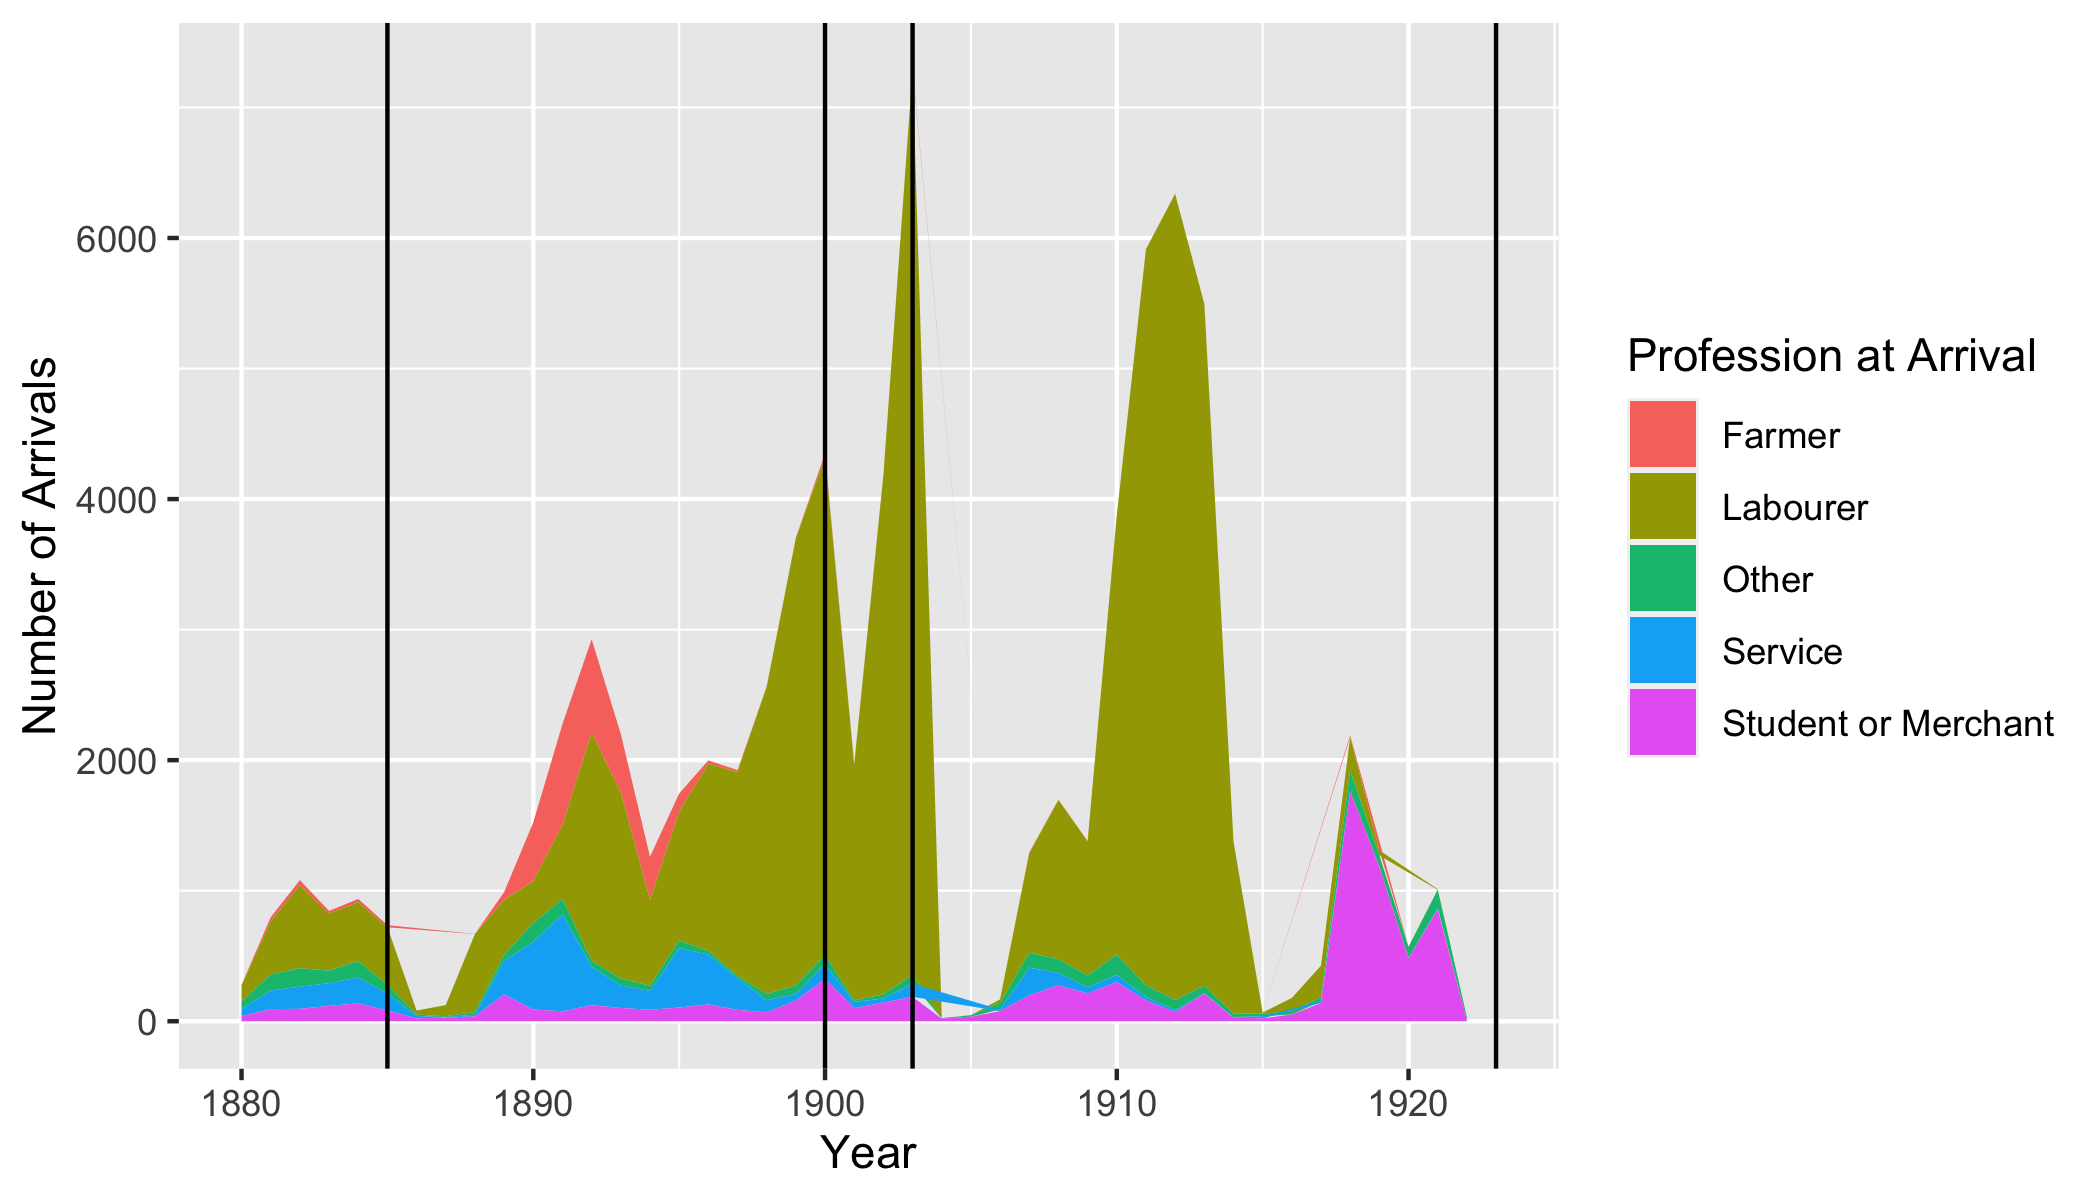 Number of Arrivals
6000
4000
2000
0
1880 1890 1900 1910 1920
Year
Profession at Arrival
Farmer
Labourer
Other
Service
Student or Merchant